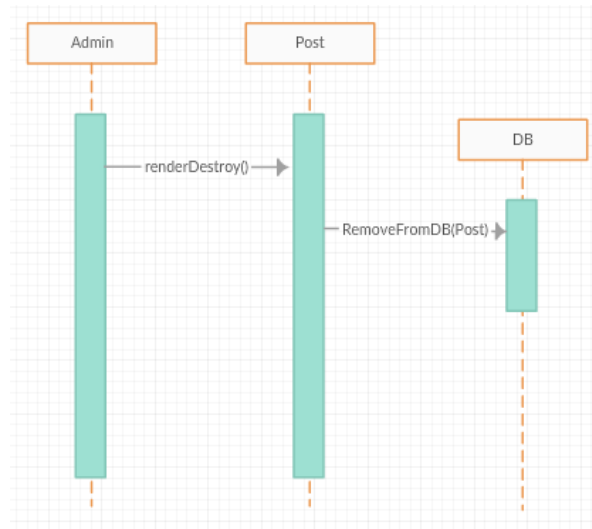 Admin
Post
DB
renderDestroy()
RemoveFromDB(Post)